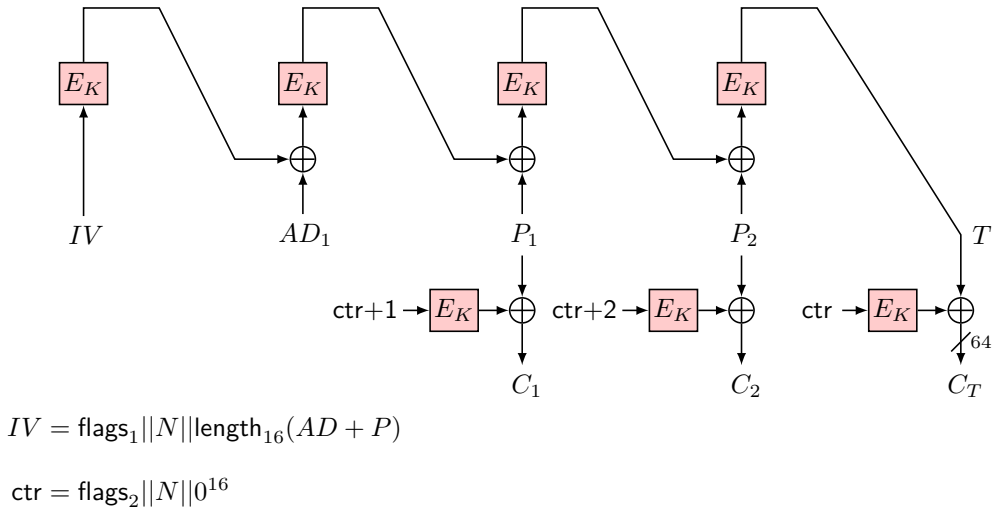 E_K E_K E_K E_K
IV AD_1 P_1 P_2 T
ctr+1 E_K ctr+2 E_K ctr E_K
64
C_1 C_2 C_T
IV = flags_1||N||length_16(AD + P)
ctr = flags_2||N||0^16